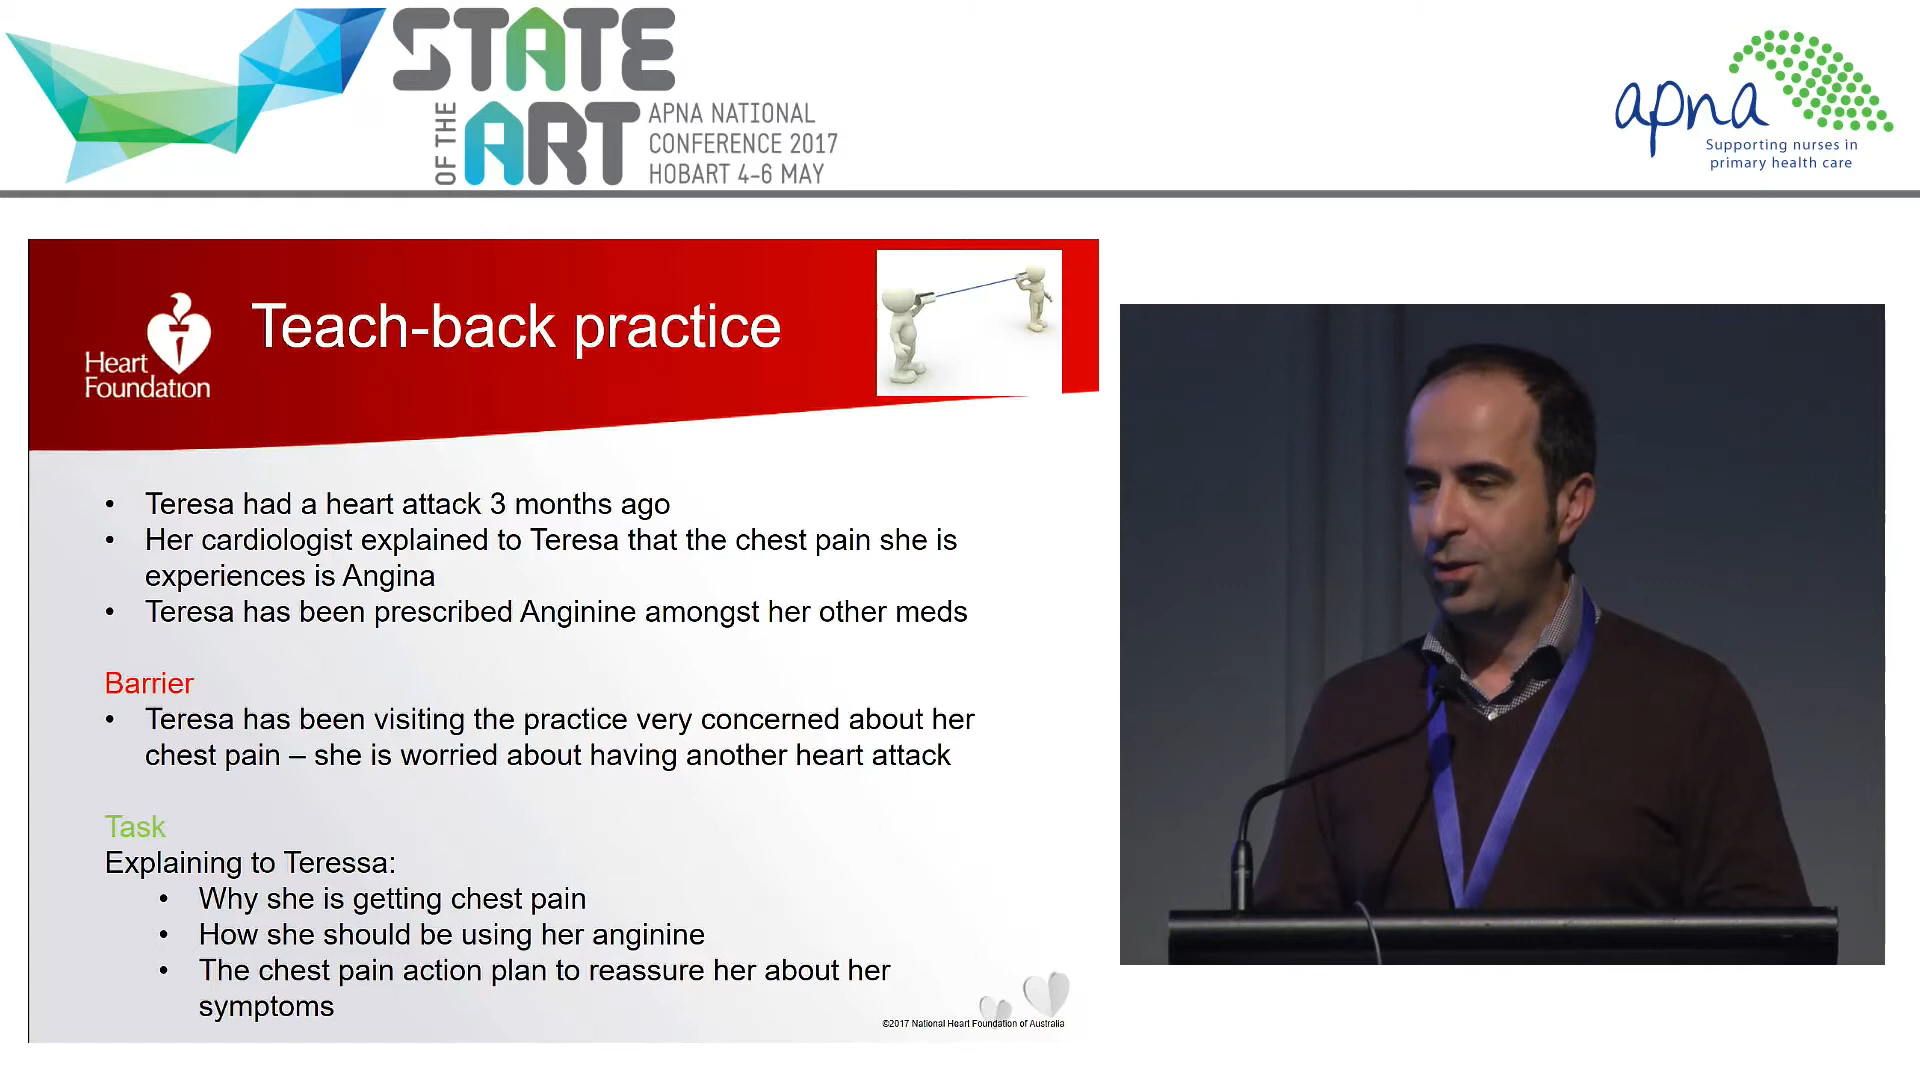 STATE
OF THE
ART
APNA NATIONAL
CONFERENCE 2017
HOBART 4-6 MAY
apna
Supporting nurses in
primary health care
Heart
Foundation
Teach-back practice
• Teresa had a heart attack 3 months ago
• Her cardiologist explained to Teresa that the chest pain she is
experiences is Angina
• Teresa has been prescribed Anginine amongst her other meds
Barrier
• Teresa has been visiting the practice very concerned about her
chest pain – she is worried about having another heart attack
Task
Explaining to Teressa:
• Why she is getting chest pain
• How she should be using her anginine
• The chest pain action plan to reassure her about her
symptoms
©2017 National Heart Foundation of Australia